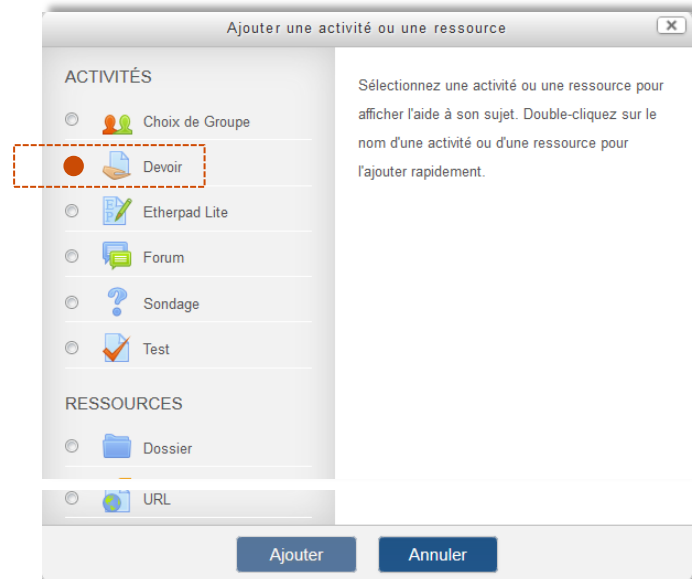 Ajouter une activité ou une ressource
ACTIVITÉS
Choix de Groupe
Devoir
Etherpad Lite
Forum
Sondage
Test
RESSOURCES
Dossier
URL
Sélectionnez une activité ou une ressource pour
afficher l'aide à son sujet. Double-cliquez sur le
nom d'une activité ou d'une ressource pour
l'ajouter rapidement.
Ajouter
Annuler